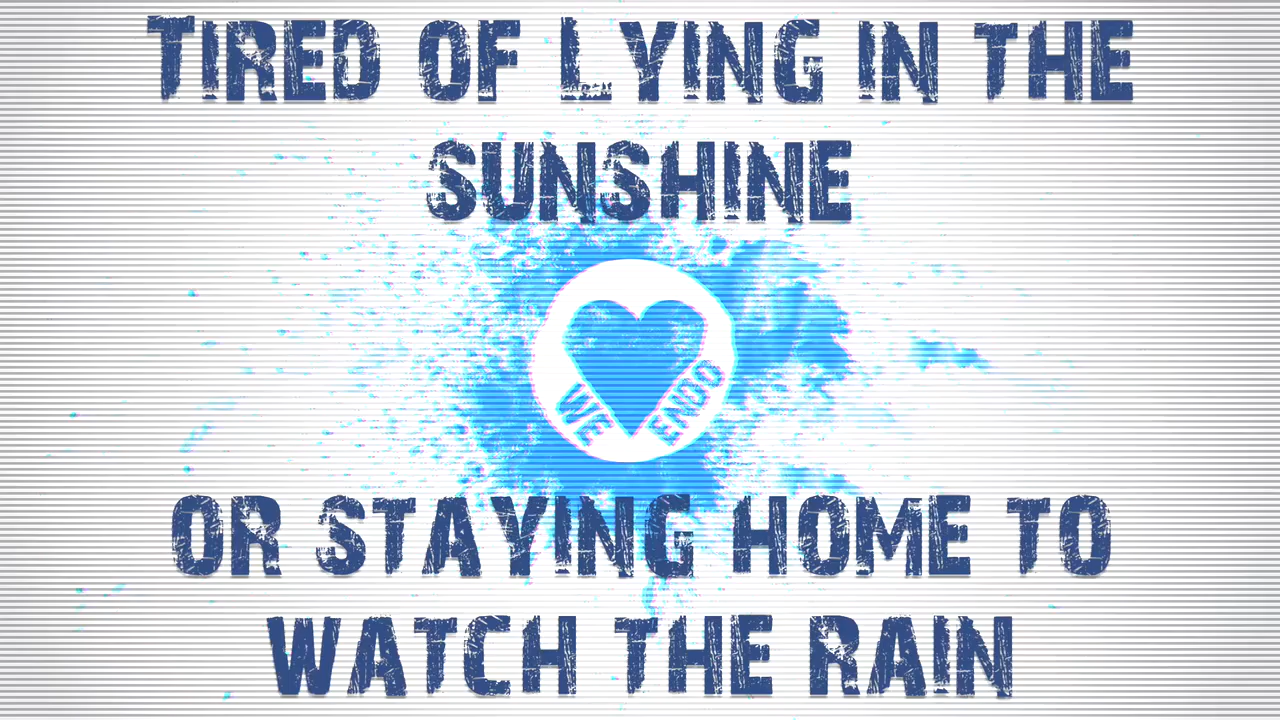 TIRED OF LYING IN THE
SUNSHINE
WE ENDO
OR STAYING HOME TO
WATCH THE RAIN